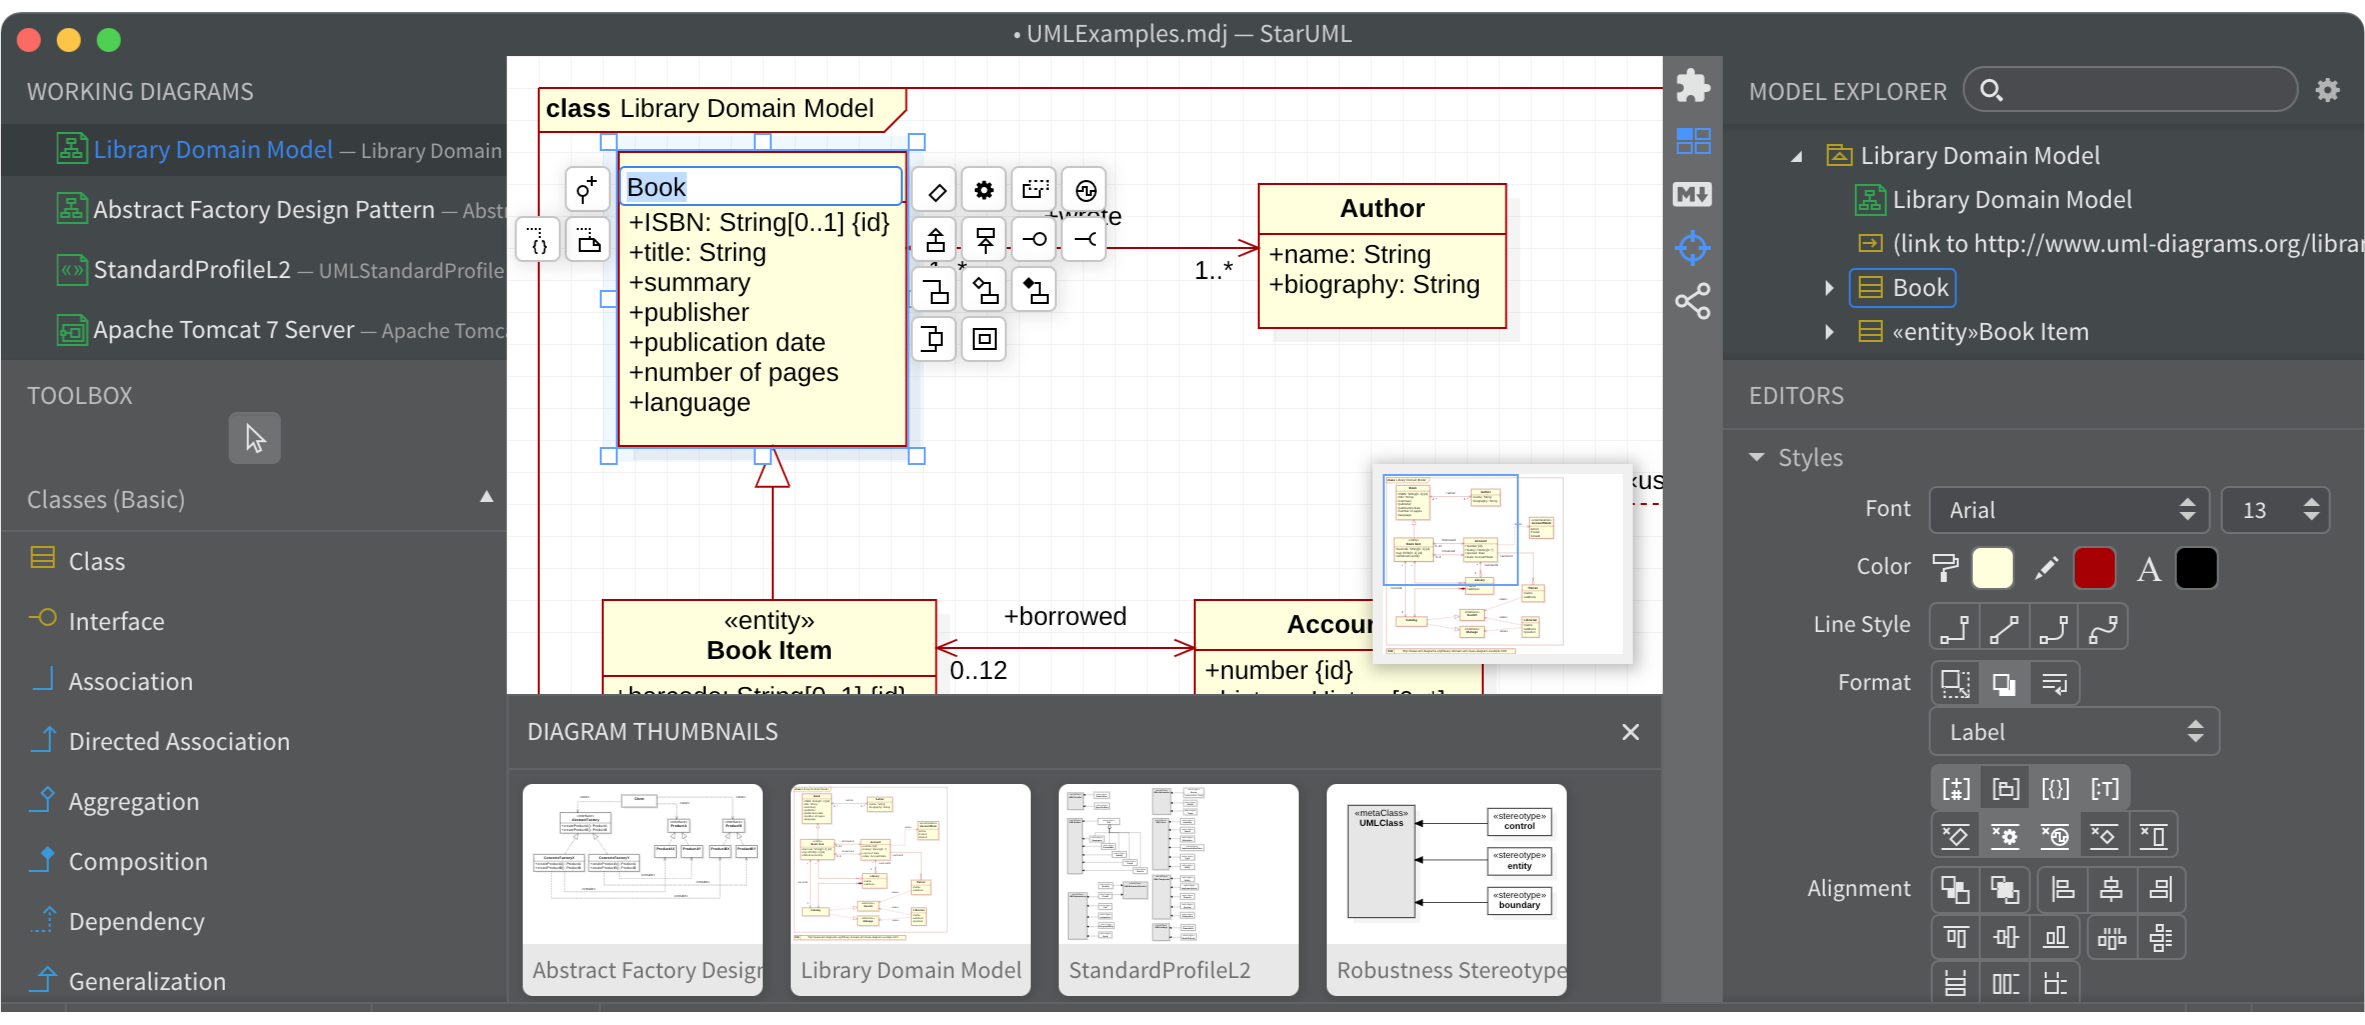 • UMLExamples.mdj — StarUML
WORKING DIAGRAMS
Library Domain Model — Library Domain
Abstract Factory Design Pattern — Abst
StandardProfileL2 — UMLStandardProfile
Apache Tomcat 7 Server — Apache Tomc
TOOLBOX
Classes (Basic)
Class
Interface
Association
Directed Association
Aggregation
Composition
Dependency
Generalization
class Library Domain Model
Book
+ISBN: String[0..1] {id}
+title: String
+summary
+publisher
+publication date
+number of pages
+language
+wrote
1..*
Author
+name: String
+biography: String
«entity»
Book Item
+barcode: String[0..1] {id}
+borrowed
0..12
Accoun
+number {id}
«us
DIAGRAM THUMBNAILS
«metaClass»
UMLClass
«stereotype»
control
«stereotype»
entity
«stereotype»
boundary
Abstract Factory Design
Library Domain Model
StandardProfileL2
Robustness Stereotype
M↓
MODEL EXPLORER
Library Domain Model
Library Domain Model
(link to http://www.uml-diagrams.org/librar
Book
«entity»Book Item
EDITORS
Styles
Font
Arial
13
Color
A
Line Style
Format
Label
Alignment